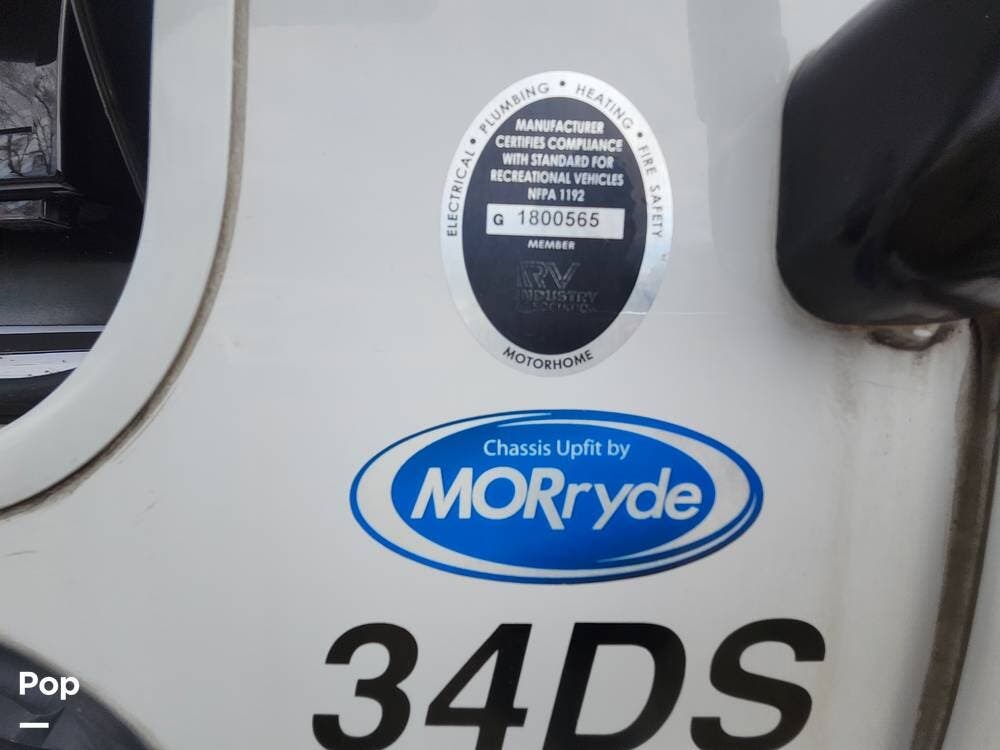 ELECTRICAL • PLUMBING • HEATING • FIRE SAFETY
MANUFACTURER
CERTIFIES COMPLIANCE
WITH STANDARD FOR
RECREATIONAL VEHICLES
NFPA 1192
G 1800565
MEMBER
RV
INDUSTRY
ASSOCIATION
MOTORHOME
Chassis Upfit by
MORryde
34DS
Pop